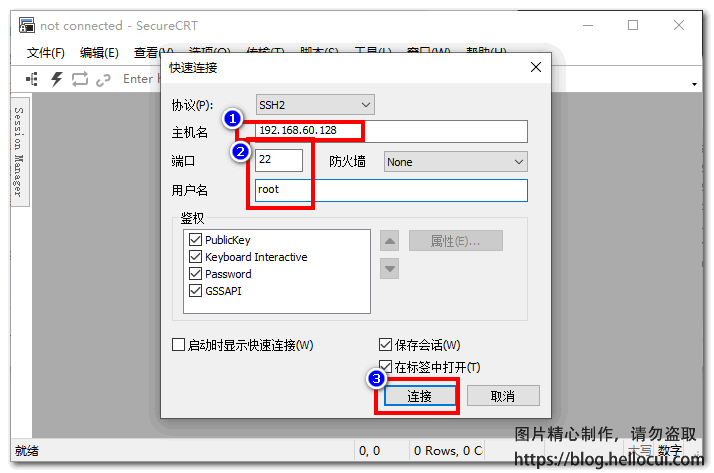 not connected - SecureCRT
文件(F) 编辑(E) 查看(V) 选项(O) 传输(T) 脚本(S) 工具(L) 窗口(W) 帮助(H)
Enter h
Session Manager
快速连接
协议(P): SSH2
1
主机名 192.168.60.128
2
端口 22 防火墙 None
用户名 root
鉴权
PublicKey
Keyboard Interactive
Password
GSSAPI
属性(E)...
启动时显示快速连接(W) 保存会话(W)
在标签中打开(T)
3
连接 取消
图片精心制作，请勿盗取
就绪 0, 0 0 Rows, 0 C 大写 数字
https://blog.hellocui.com